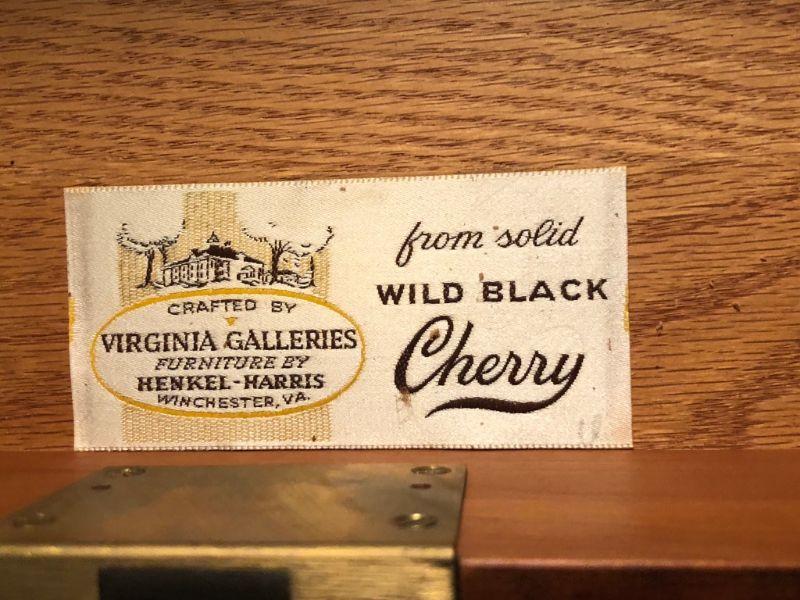 CRAFTED BY
VIRGINIA GALLERIES
FURNITURE BY
HENKEL-HARRIS
WINCHESTER, VA.
from solid
WILD BLACK
Cherry